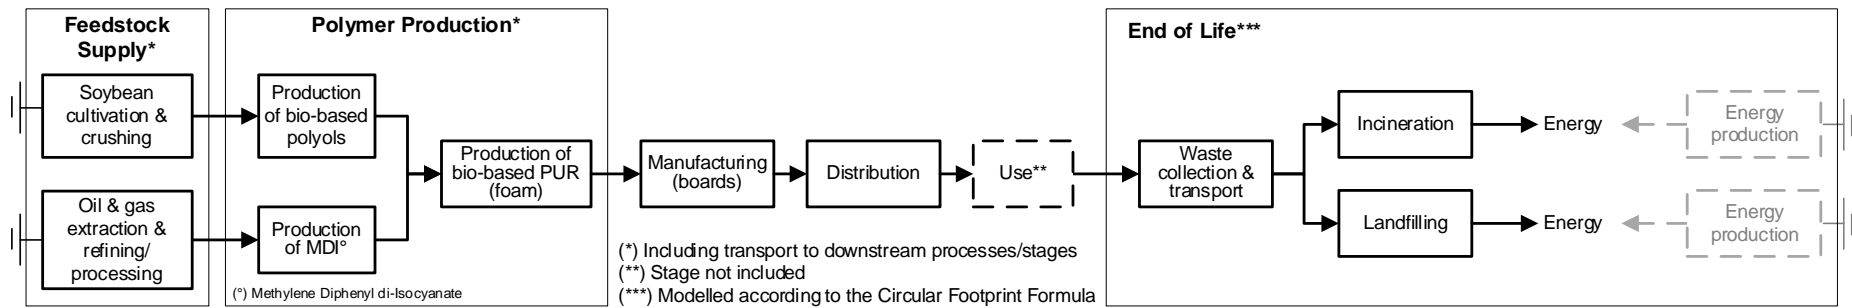 Feedstock
Supply*
Soybean
cultivation &
crushing
Oil & gas
extraction &
refining/
processing
Polymer Production*
Production
of bio-based
polyols
Production
of MDI°
Production of
bio-based PUR
(foam)
(°) Methylene Diphenyl di-Isocyanate
Manufacturing
(boards)
Distribution
Use**
(*) Including transport to downstream processes/stages
(**) Stage not included
(***) Modelled according to the Circular Footprint Formula
End of Life***
Waste
collection &
transport
Incineration
Energy
Energy
production
Landfilling
Energy
Energy
production